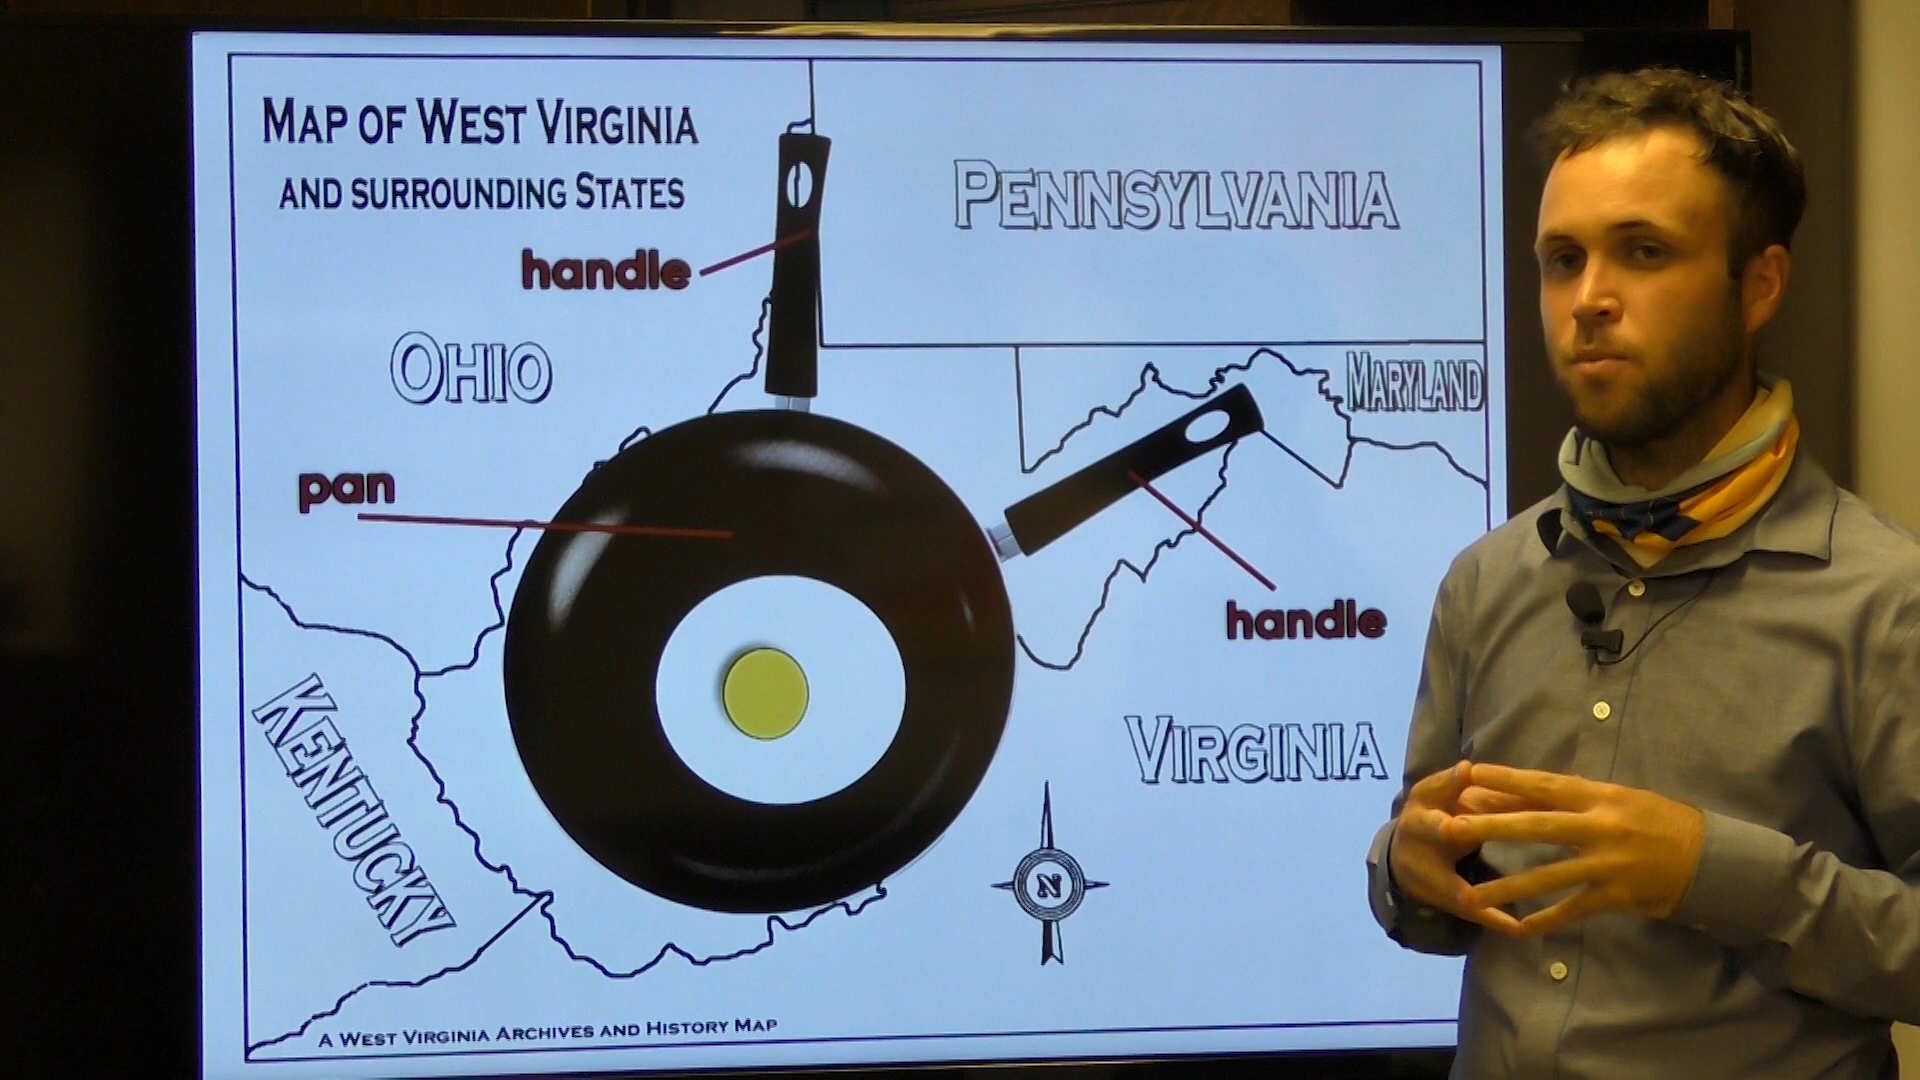 MAP OF WEST VIRGINIA
AND SURROUNDING STATES
PENNSYLVANIA
handle
OHIO
MARYLAND
pan
handle
KENTUCKY
VIRGINIA
N
A WEST VIRGINIA ARCHIVES AND HISTORY MAP